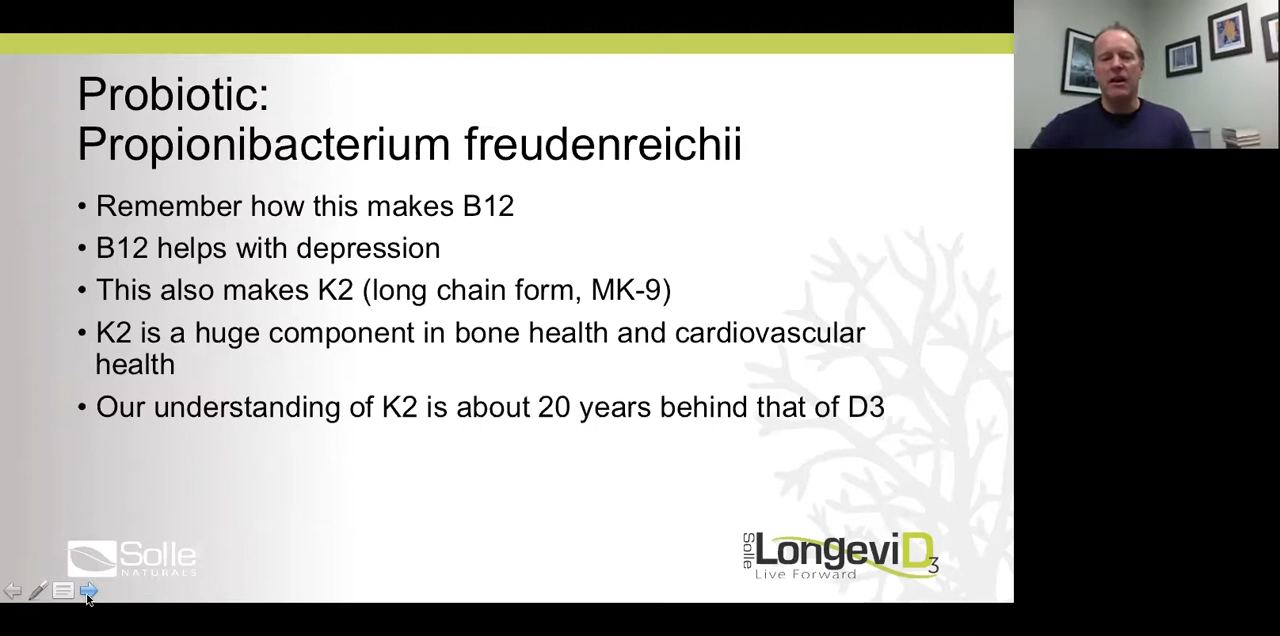 Probiotic:
Propionibacterium freudenreichii
• Remember how this makes B12
• B12 helps with depression
• This also makes K2 (long chain form, MK-9)
• K2 is a huge component in bone health and cardiovascular
health
• Our understanding of K2 is about 20 years behind that of D3
Solle
NATURALS
Solle
LongeviD3
Live Forward